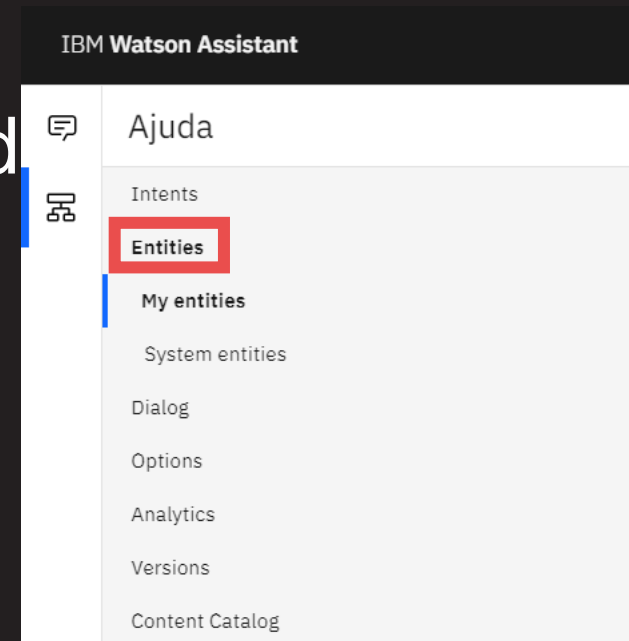 IBM Watson Assistant
Ajuda
Intents
Entities
My entities
System entities
Dialog
Options
Analytics
Versions
Content Catalog